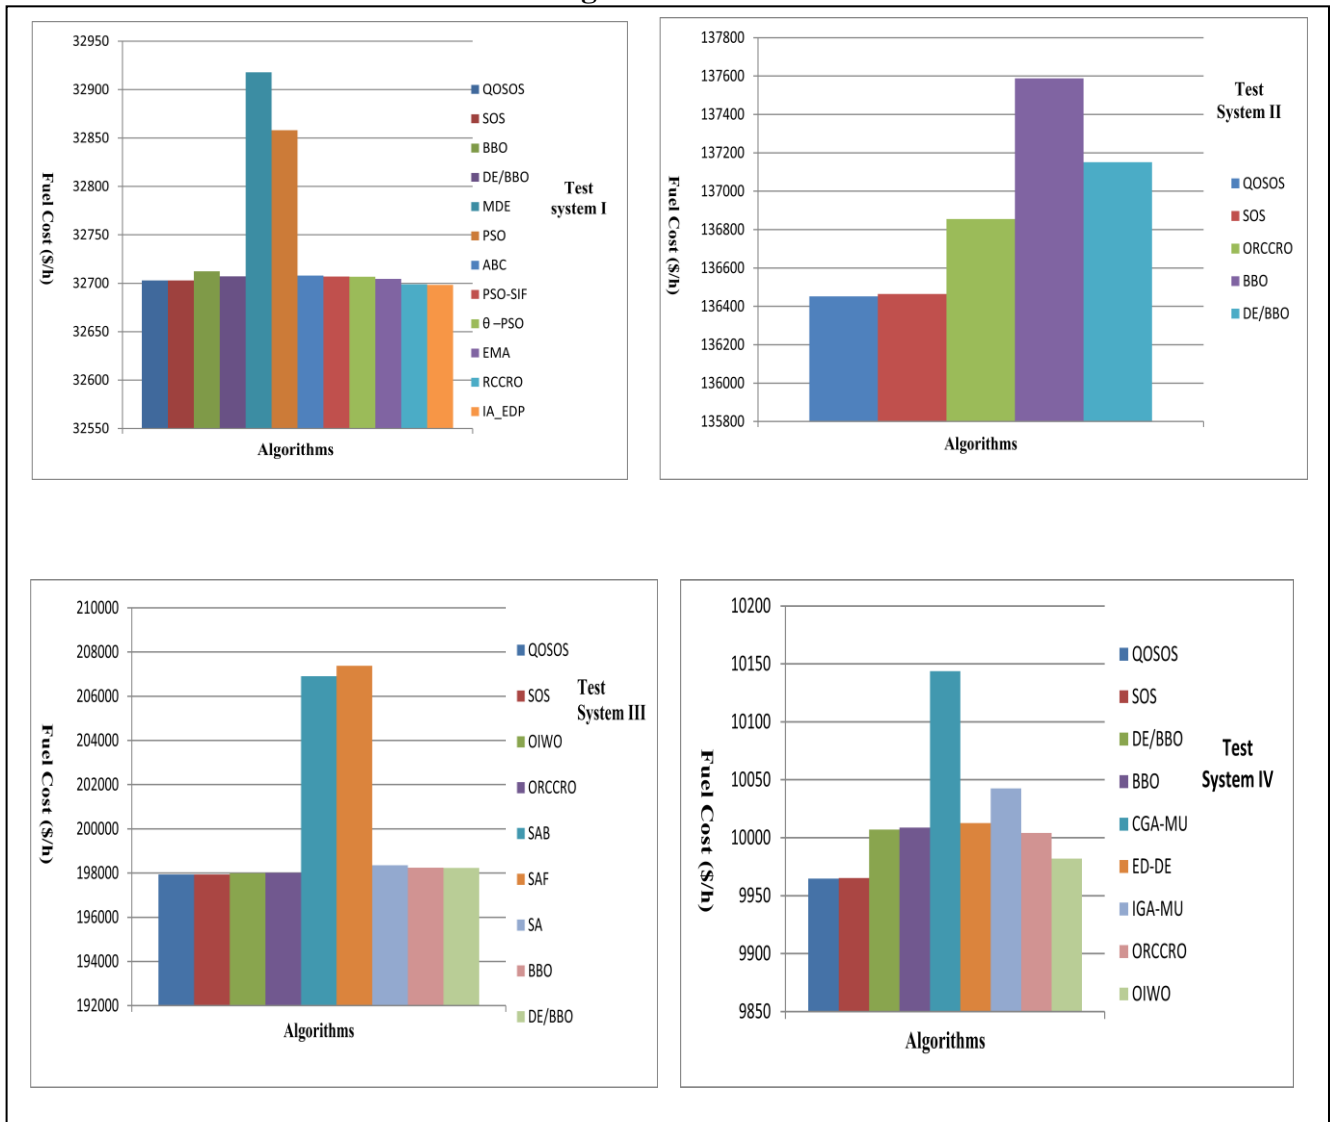 32950
32900
32850
32800
32750
32700
32650
32600
32550
Fuel Cost ($/h)
Algorithms
QOSOS
SOS
BBO
DE/BBO
MDE
PSO
ABC
PSO-SIF
θ –PSO
EMA
RCCRO
IA_EDP
Test
system I
137800
137600
137400
137200
137000
136800
136600
136400
136200
136000
135800
Fuel Cost ($/h)
Algorithms
Test
System II
QOSOS
SOS
ORCCRO
BBO
DE/BBO
210000
208000
206000
204000
202000
200000
198000
196000
194000
192000
Fuel Cost ($/h)
Algorithms
QOSOS
SOS
OIWO
ORCCRO
SAB
SAF
SA
BBO
DE/BBO
Test
System III
10200
10150
10100
10050
10000
9950
9900
9850
Fuel Cost ($/h)
Algorithms
QOSOS
SOS
DE/BBO
BBO
CGA-MU
ED-DE
IGA-MU
ORCCRO
OIWO
Test
System IV